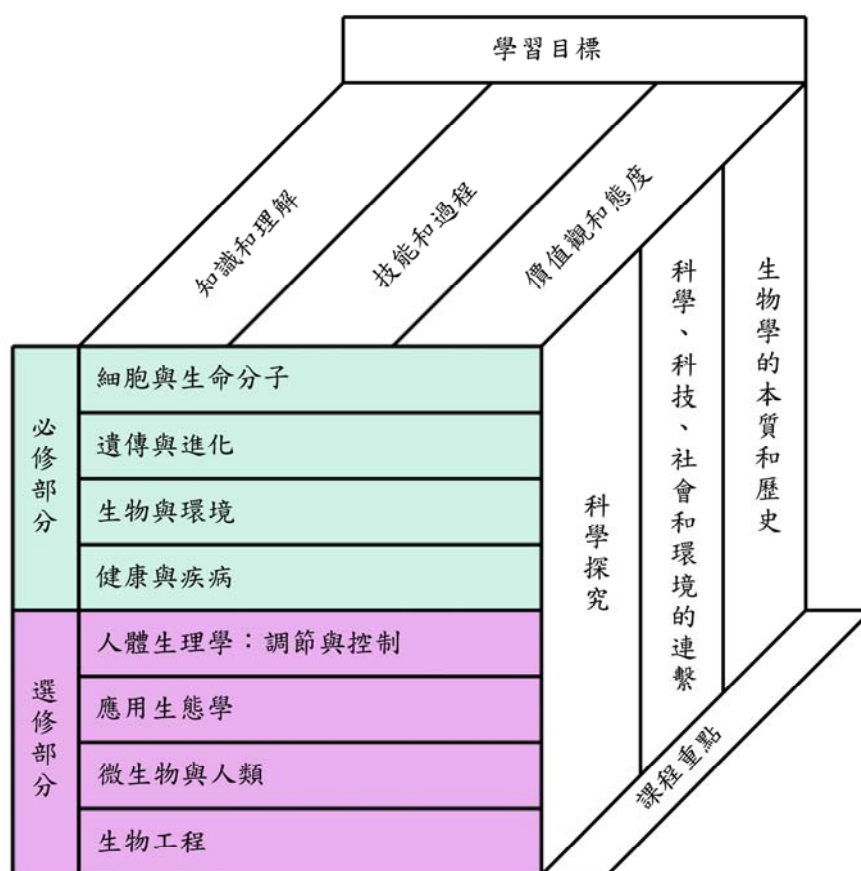 學習目標
知識和理解
技能和過程
價值觀和態度
必修部分
細胞與生命分子
遺傳與進化
生物與環境
健康與疾病
選修部分
人體生理學：調節與控制
應用生態學
微生物與人類
生物工程
科學探究
科學、科技、社會和環境的連繫
生物學的本質和歷史
課程重點